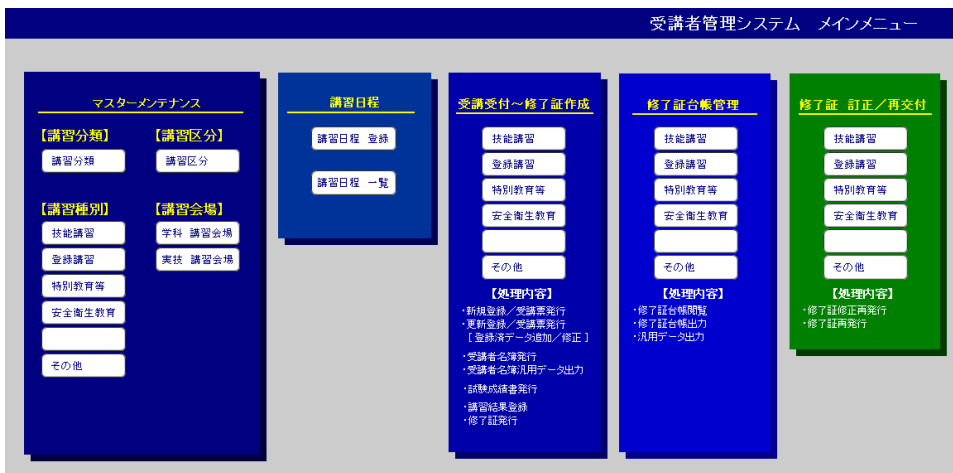 受講者管理システム　メインメニュー
マスターメンテナンス
【講習分類】
講習分類
【講習区分】
講習区分
【講習種別】
技能講習
登録講習
特別教育等
安全衛生教育
その他
【講習会場】
学科 講習会場
実技 講習会場
講習日程
講習日程 登録
講習日程 一覧
受講受付～修了証作成
技能講習
登録講習
特別教育等
安全衛生教育
その他
【処理内容】
・新規登録／受講票発行
・更新登録／受講票発行
［登録済データ追加／修正］
・受講者名簿発行
・受講者名簿汎用データ出力
・試験成績書発行
・講習結果登録
・修了証発行
修了証台帳管理
技能講習
登録講習
特別教育等
安全衛生教育
その他
【処理内容】
・修了証台帳閲覧
・修了証台帳出力
・汎用データ出力
修了証 訂正／再交付
技能講習
登録講習
特別教育等
安全衛生教育
その他
【処理内容】
・修了証修正再発行
・修了証再発行